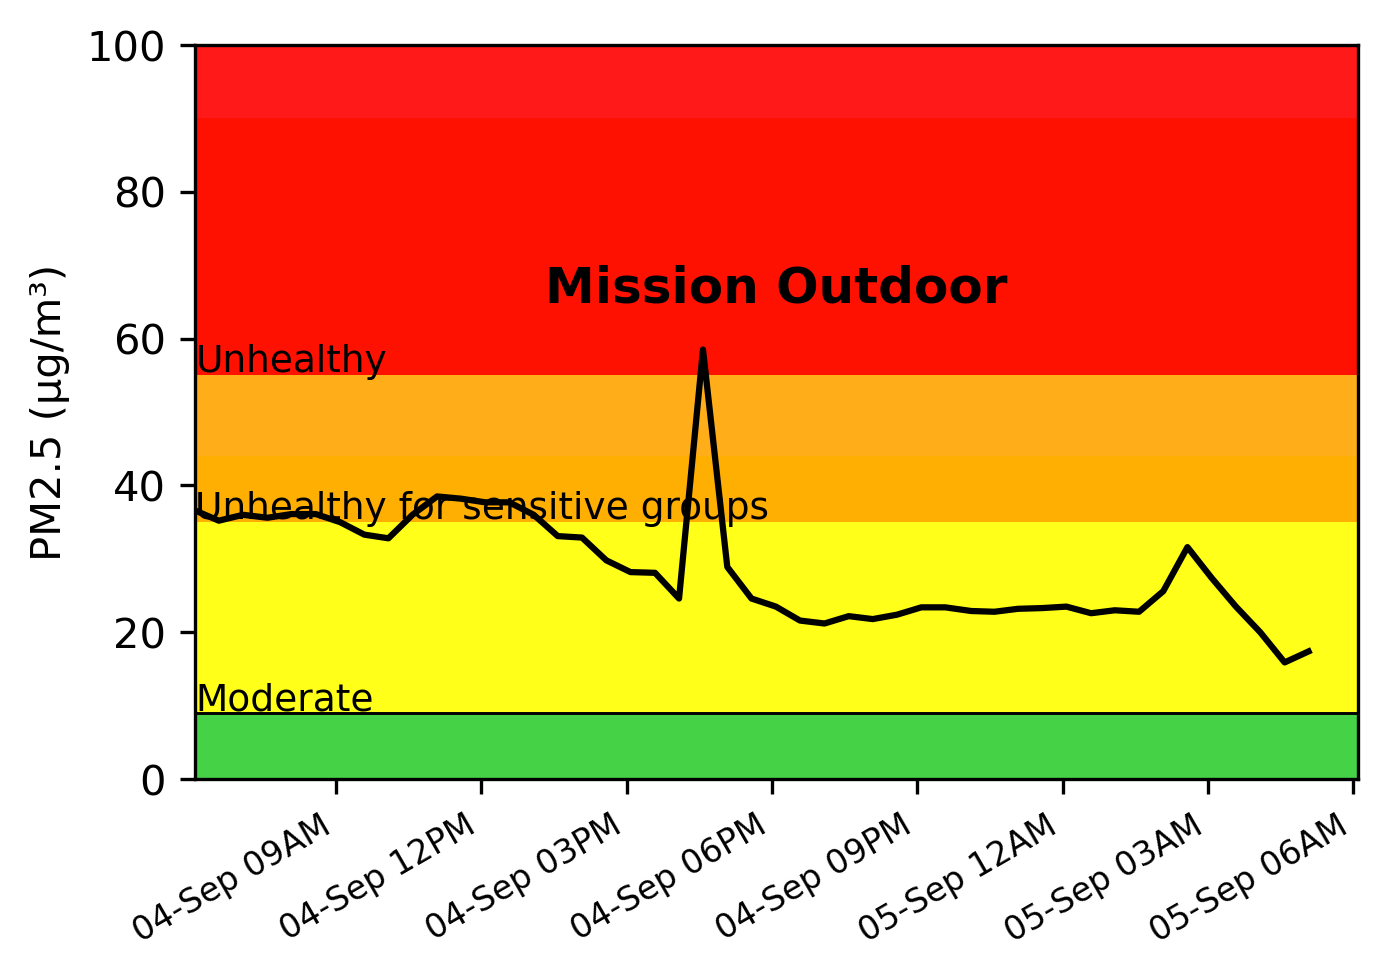 100
80
60
40
20
0
PM2.5 (µg/m³)
Mission Outdoor
Unhealthy
Unhealthy for sensitive groups
Moderate
04-Sep 09AM
04-Sep 12PM
04-Sep 03PM
04-Sep 06PM
04-Sep 09PM
05-Sep 12AM
05-Sep 03AM
05-Sep 06AM